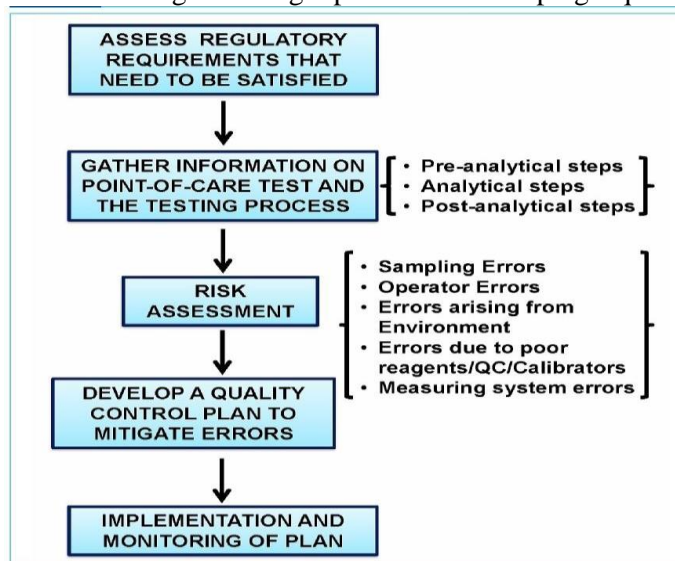 ASSESS REGULATORY
REQUIREMENTS THAT
NEED TO BE SATISFIED
GATHER INFORMATION ON
POINT-OF-CARE TEST AND
THE TESTING PROCESS
• Pre-analytical steps
• Analytical steps
• Post-analytical steps
RISK
ASSESSMENT
• Sampling Errors
• Operator Errors
• Errors arising from
Environment
• Errors due to poor
reagents/QC/Calibrators
• Measuring system errors
DEVELOP A QUALITY
CONTROL PLAN TO
MITIGATE ERRORS
IMPLEMENTATION AND
MONITORING OF PLAN